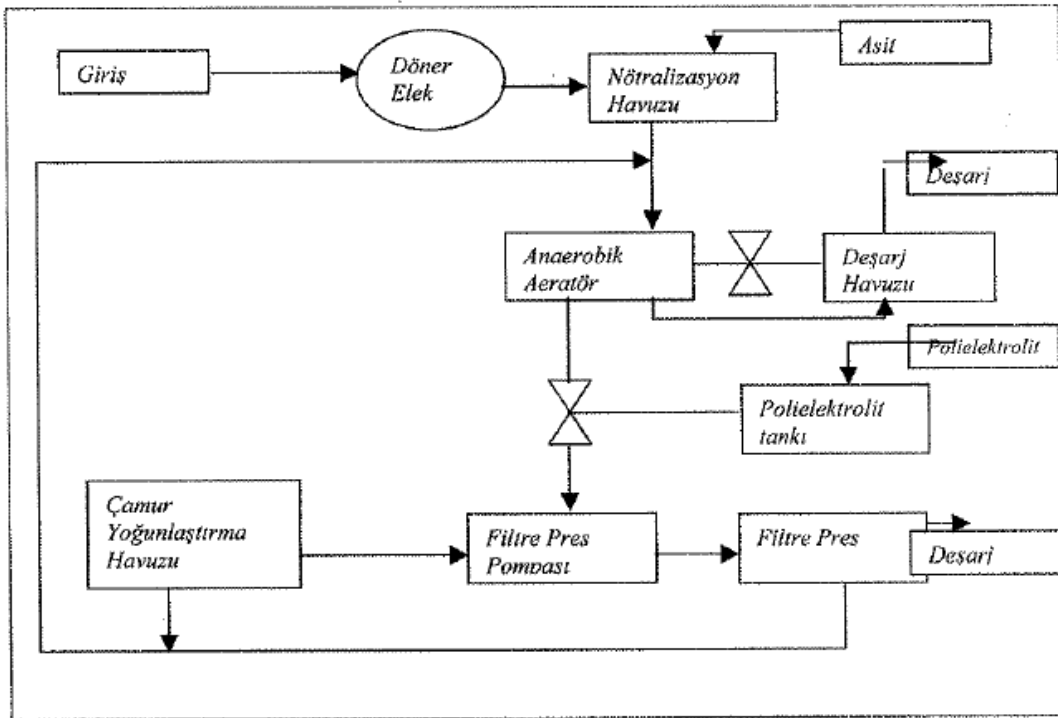 Giriş
Döner
Elek
Nötralizasyon
Havuzu
Asit
Deşarj
Anaerobik
Aeratör
Deşarj
Havuzu
Polielektrolit
Polielektrolit
tankı
Çamur
Yoğunlaştırma
Havuzu
Filtre Pres
Pompası
Filtre Pres
Deşarj